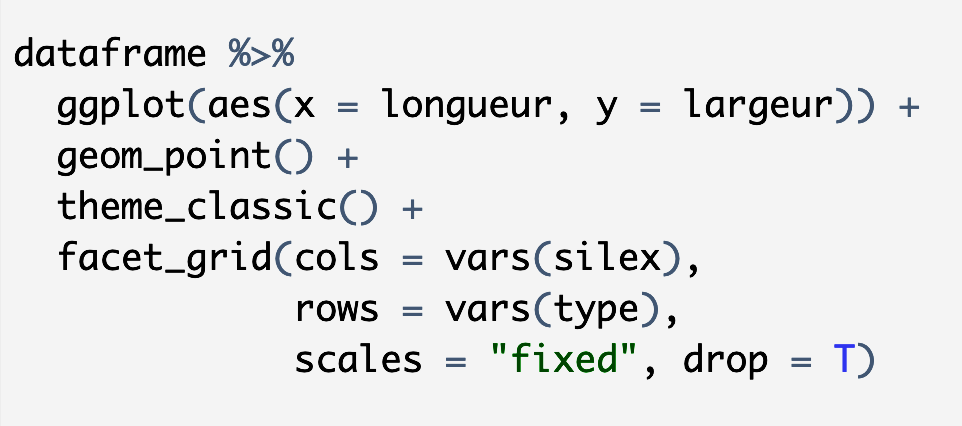 dataframe %>%
  ggplot(aes(x = longueur, y = largeur)) +
  geom_point() +
  theme_classic() +
  facet_grid(cols = vars(silex),
             rows = vars(type),
             scales = "fixed", drop = T)